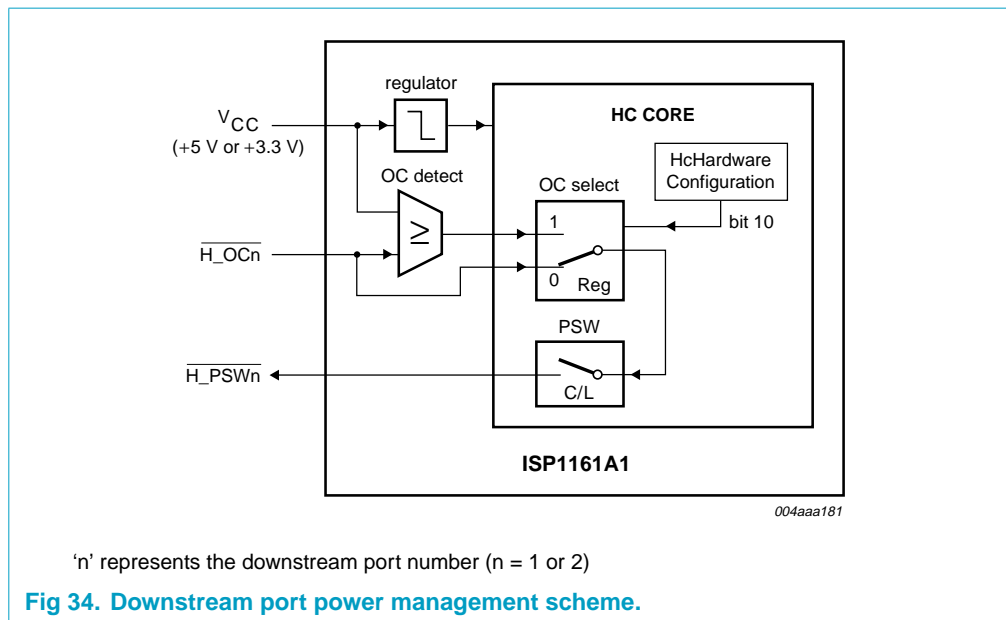 regulator
HC CORE
VCC
(+5 V or +3.3 V)
HcHardware
Configuration
OC detect
OC select
1
bit 10
≥
H_OCn
0
Reg
PSW
H_PSWn
C/L
ISP1161A1
004aaa181
‘n’ represents the downstream port number (n = 1 or 2)
Fig 34. Downstream port power management scheme.